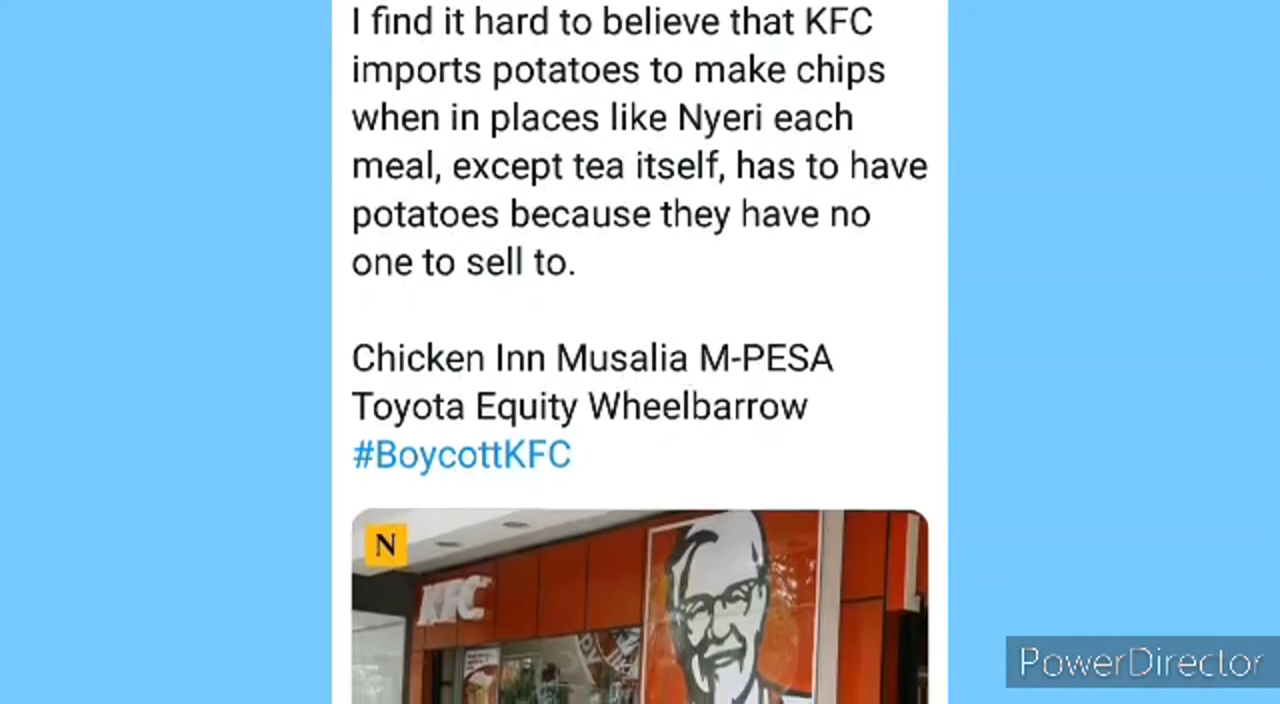 I find it hard to believe that KFC
imports potatoes to make chips
when in places like Nyeri each
meal, except tea itself, has to have
potatoes because they have no
one to sell to.
Chicken Inn Musalia M-PESA
Toyota Equity Wheelbarrow
#BoycottKFC
N
KFC
PowerDirector